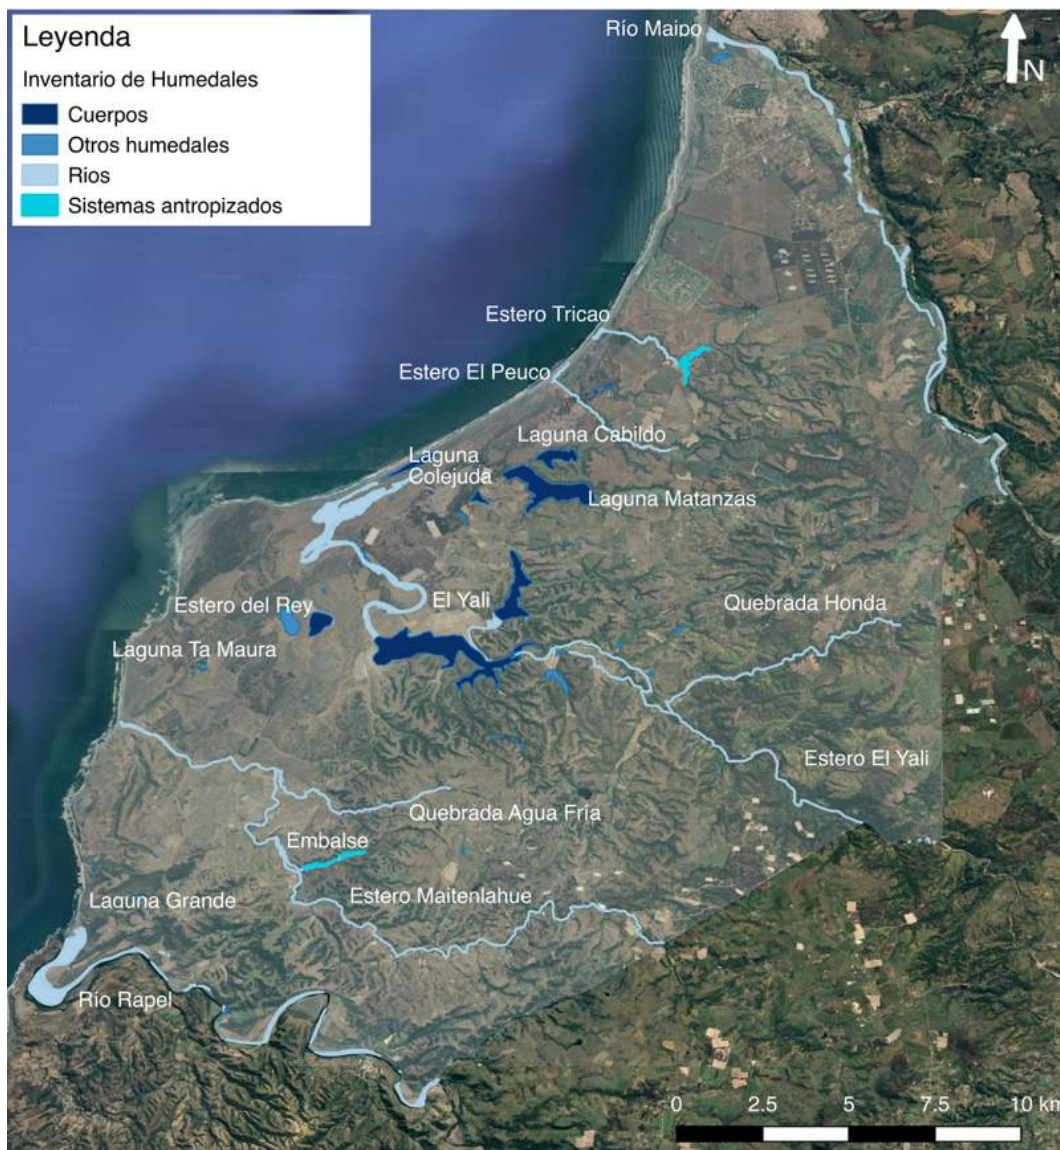 Leyenda
Inventario de Humedales
Cuerpos
Otros humedales
Rios
Sistemas antropizados
Río Maipo
N
Estero Tricao
Estero El Peuco
Laguna Cabildo
Laguna
Colejuda
Laguna Matanzas
Estero del Rey
El Yali
Quebrada Honda
Laguna Ta Maura
Estero El Yali
Quebrada Agua Fría
Embalse
Estero Maitenlahue
Laguna Grande
Río Rapel
0 2.5 5 7.5 10 km